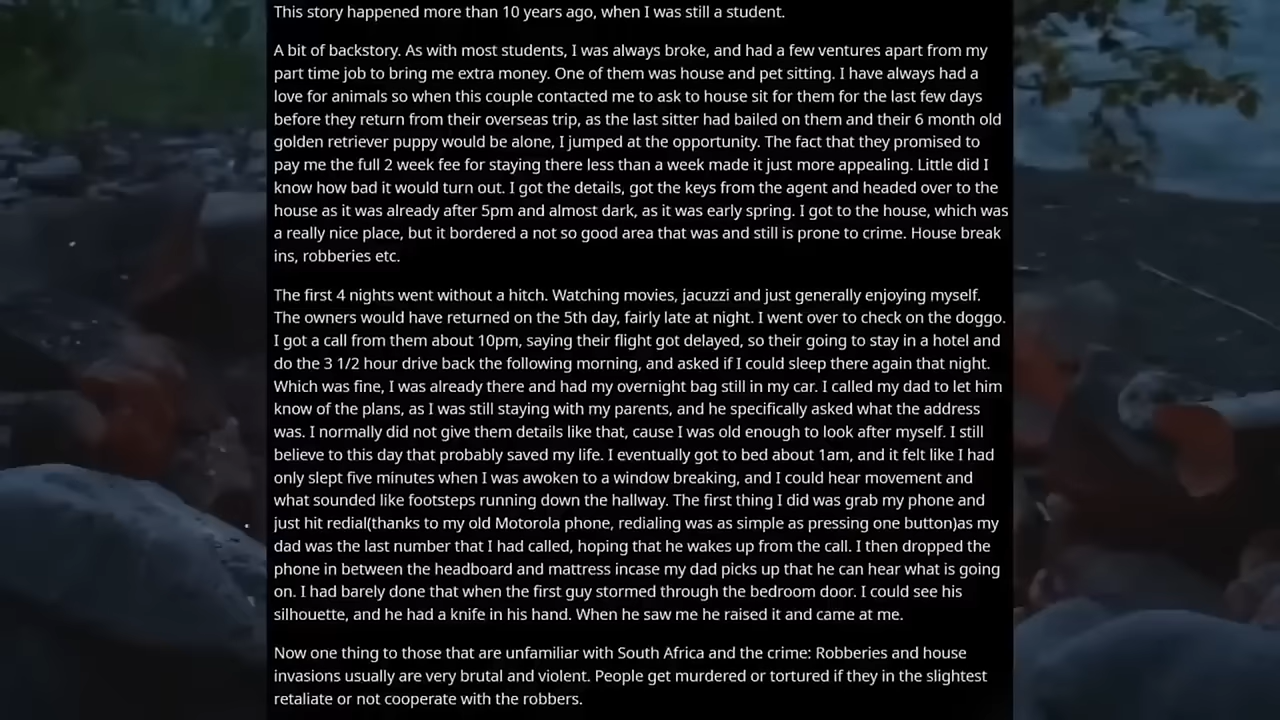 This story happened more than 10 years ago, when I was still a student.
A bit of backstory. As with most students, I was always broke, and had a few ventures apart from my
part time job to bring me extra money. One of them was house and pet sitting. I have always had a
love for animals so when this couple contacted me to ask to house sit for them for the last few days
before they return from their overseas trip, as the last sitter had bailed on them and their 6 month old
golden retriever puppy would be alone, I jumped at the opportunity. The fact that they promised to
pay me the full 2 week fee for staying there less than a week made it just more appealing. Little did I
know how bad it would turn out. I got the details, got the keys from the agent and headed over to the
house as it was already after 5pm and almost dark, as it was early spring. I got to the house, which was
a really nice place, but it bordered a not so good area that was and still is prone to crime. House break
ins, robberies etc.
The first 4 nights went without a hitch. Watching movies, jacuzzi and just generally enjoying myself.
The owners would have returned on the 5th day, fairly late at night. I went over to check on the doggo.
I got a call from them about 10pm, saying their flight got delayed, so their going to stay in a hotel and
do the 3 1/2 hour drive back the following morning, and asked if I could sleep there again that night.
Which was fine, I was already there and had my overnight bag still in my car. I called my dad to let him
know of the plans, as I was still staying with my parents, and he specifically asked what the address
was. I normally did not give them details like that, cause I was old enough to look after myself. I still
believe to this day that probably saved my life. I eventually got to bed about 1am, and it felt like I had
only slept five minutes when I was awoken to a window breaking, and I could hear movement and
what sounded like footsteps running down the hallway. The first thing I did was grab my phone and
just hit redial(thanks to my old Motorola phone, redialing was as simple as pressing one button)as my
dad was the last number that I had called, hoping that he wakes up from the call. I then dropped the
phone in between the headboard and mattress incase my dad picks up that he can hear what is going
on. I had barely done that when the first guy stormed through the bedroom door. I could see his
silhouette, and he had a knife in his hand. When he saw me he raised it and came at me.
Now one thing to those that are unfamiliar with South Africa and the crime: Robberies and house
invasions usually are very brutal and violent. People get murdered or tortured if they in the slightest
retaliate or not cooperate with the robbers.